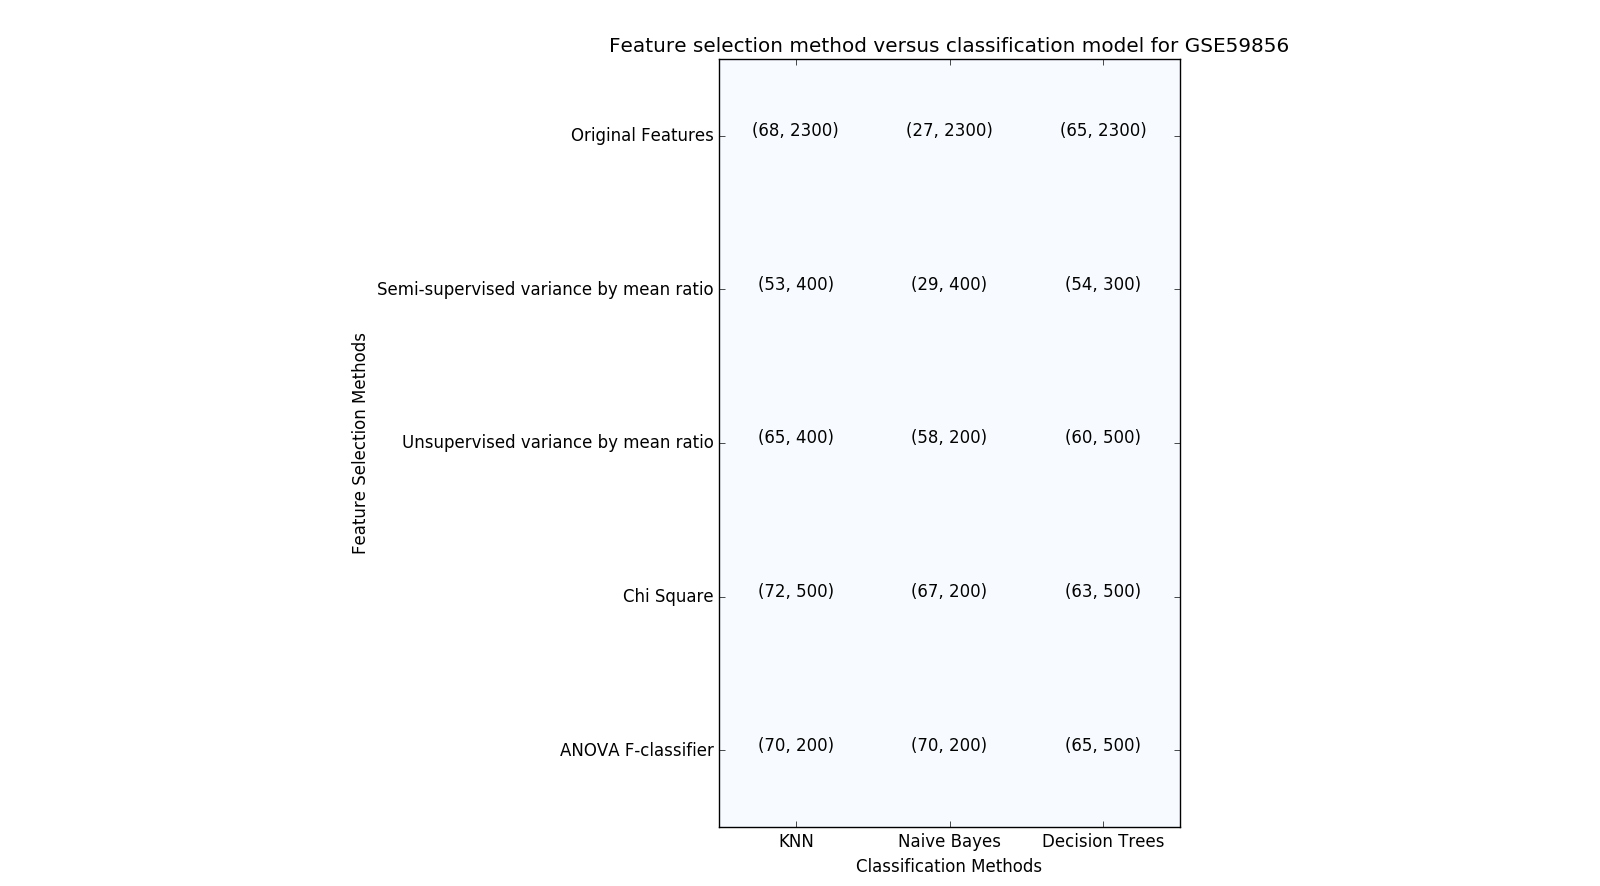 Feature selection method versus classification model for GSE59856
Original Features (68, 2300) (27, 2300) (65, 2300)
Semi-supervised variance by mean ratio (53, 400) (29, 400) (54, 300)
Unsupervised variance by mean ratio (65, 400) (58, 200) (60, 500)
Chi Square (72, 500) (67, 200) (63, 500)
ANOVA F-classifier (70, 200) (70, 200) (65, 500)
Feature Selection Methods
KNN Naive Bayes Decision Trees
Classification Methods